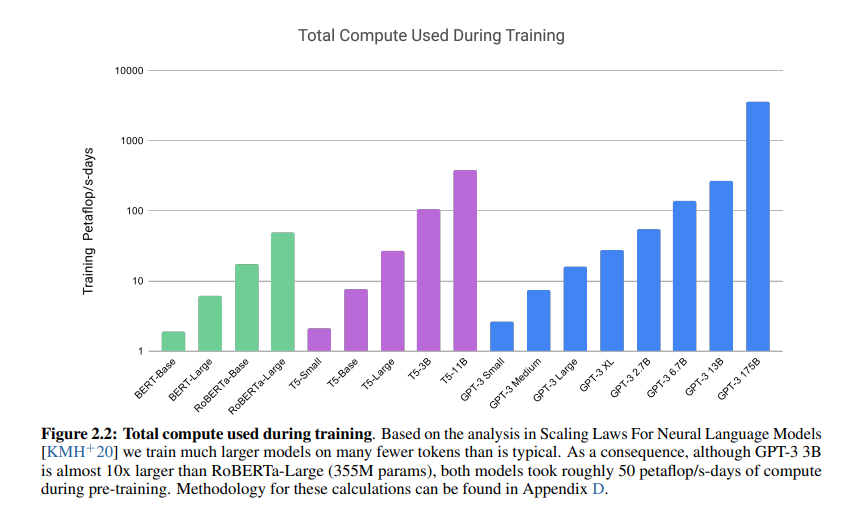 Total Compute Used During Training
10000
1000
100
10
1
Training Petaflop/s-days
BERT-Base
BERT-Large
RoBERTa-Base
RoBERTa-Large
T5-Small
T5-Base
T5-Large
T5-3B
T5-11B
GPT-3 Small
GPT-3 Medium
GPT-3 Large
GPT-3 XL
GPT-3 2.7B
GPT-3 6.7B
GPT-3 13B
GPT-3 175B
Figure 2.2: Total compute used during training. Based on the analysis in Scaling Laws For Neural Language Models
[KMH+20] we train much larger models on many fewer tokens than is typical. As a consequence, although GPT-3 3B
is almost 10x larger than RoBERTa-Large (355M params), both models took roughly 50 petaflop/s-days of compute
during pre-training. Methodology for these calculations can be found in Appendix D.